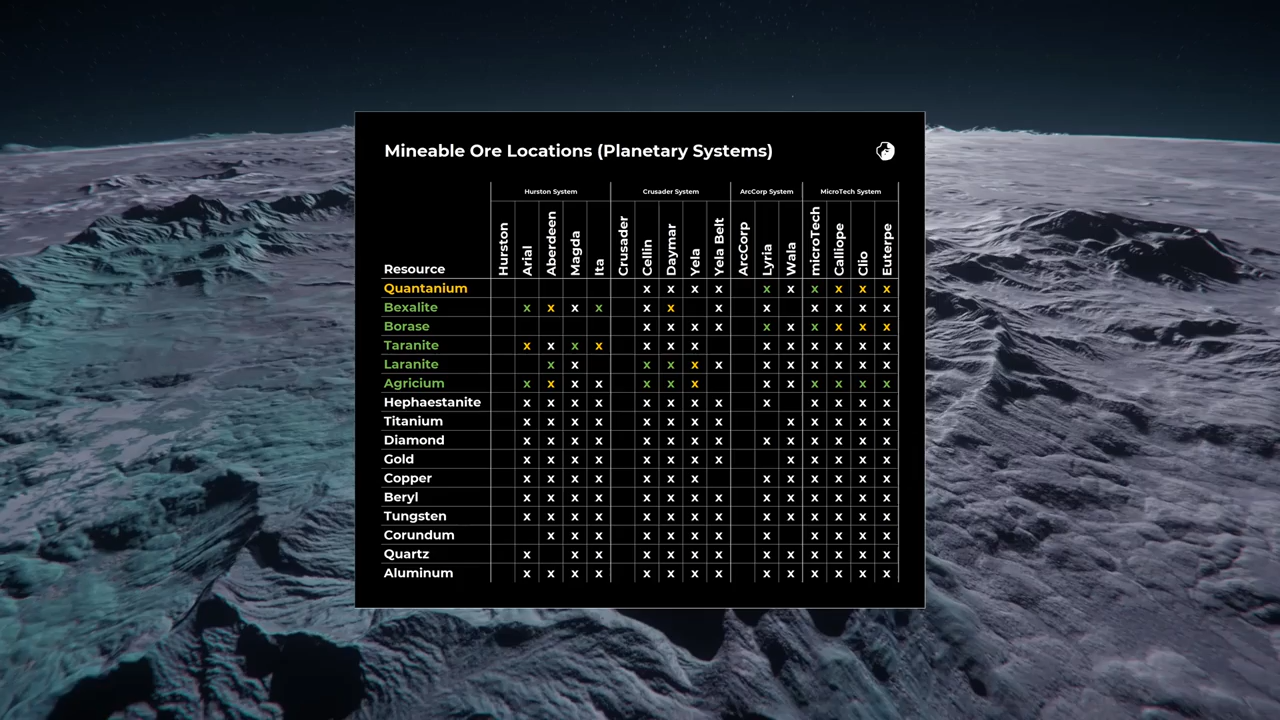 Mineable Ore Locations (Planetary Systems)
Hurston System Crusader System ArcCorp System MicroTech System
Resource Hurston Arial Aberdeen Magda Ita Crusader Cellin Daymar Yela Yela Belt ArcCorp Lyria Wala microTech Calliope Clio Euterpe
Quantanium x x x x x x x x x x
Bexalite x x x x x x x x x x x x x
Borase x x x x x x x x x x
Taranite x x x x x x x x x x x x x
Laranite x x x x x x x x x x x x
Agricium x x x x x x x x x x x x x
Hephaestanite x x x x x x x x x x x x x
Titanium x x x x x x x x x x x x x
Diamond x x x x x x x x x x x x x x
Gold x x x x x x x x x x x x x
Copper x x x x x x x x x x x x x
Beryl x x x x x x x x x x x x x x
Tungsten x x x x x x x x x x x x x x
Corundum x x x x x x x x x x x x
Quartz x x x x x x x x x x x x x
Aluminum x x x x x x x x x x x x x x